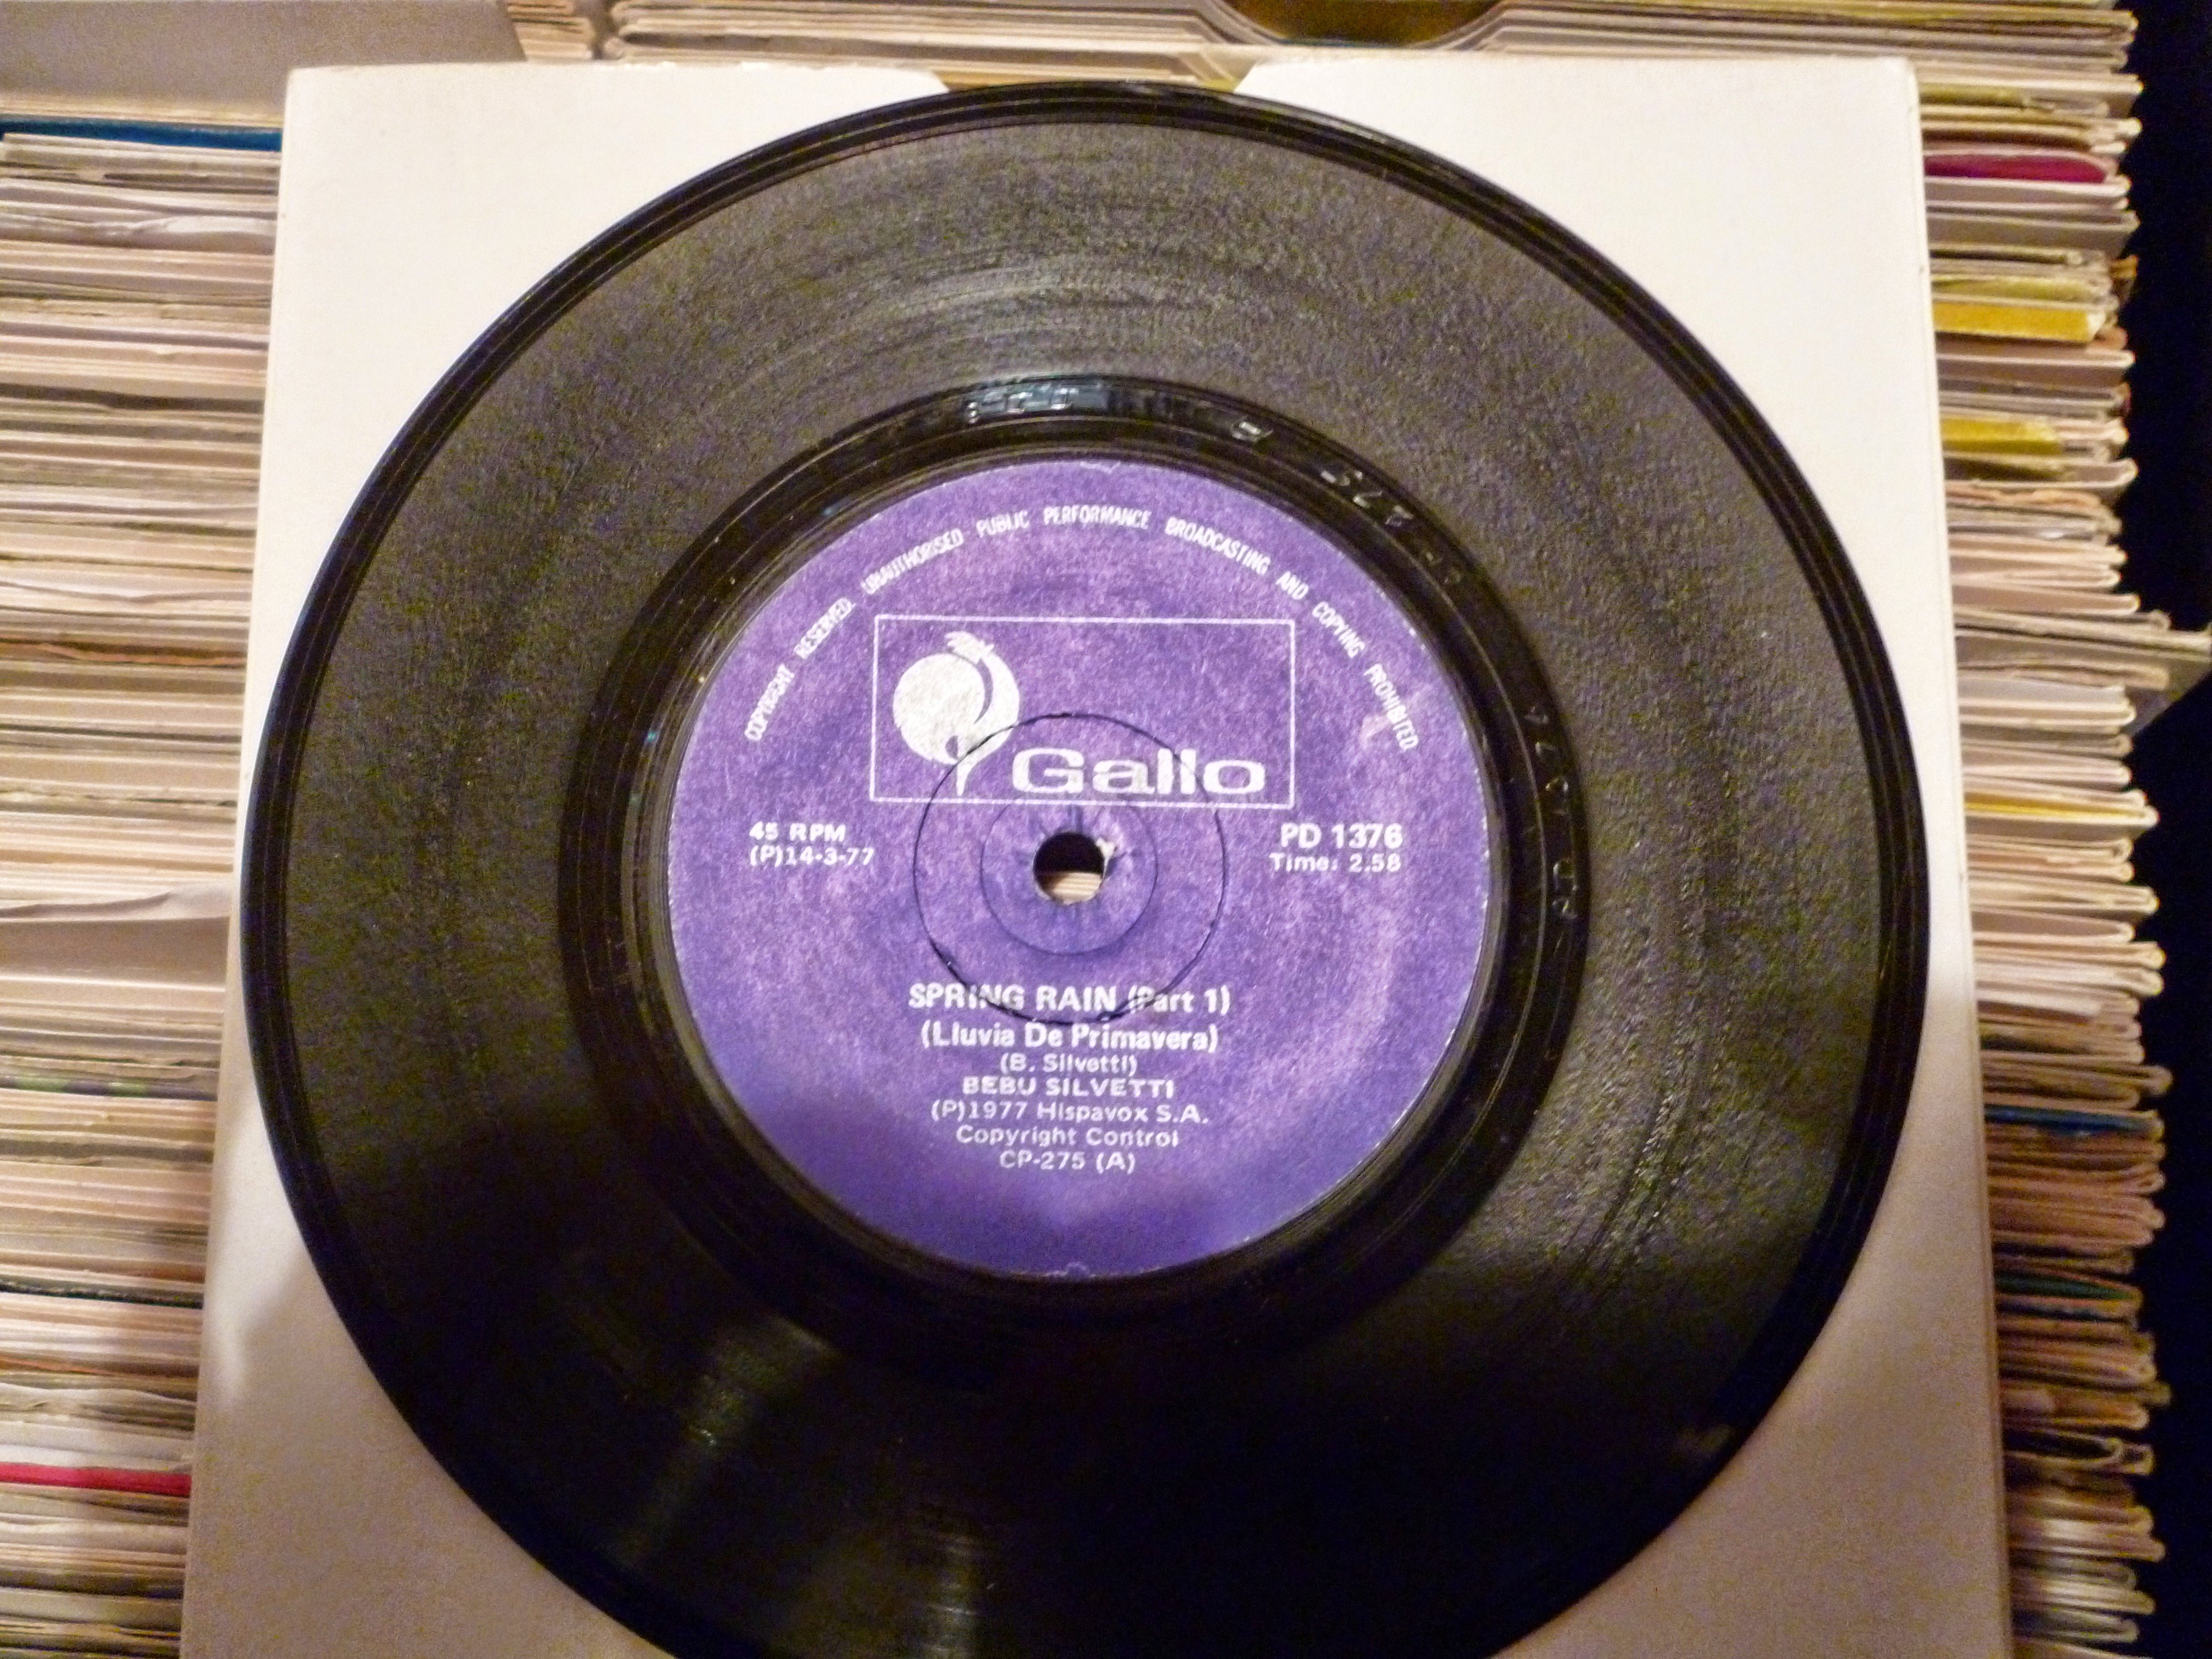 COPYRIGHT RESERVED. UNAUTHORISED PUBLIC PERFORMANCE BROADCASTING AND COPYING PROHIBITED
Gallo
45 RPM
(P)14-3-77
PD 1376
Time: 2.58
SPRING RAIN (Part 1)
(Lluvia De Primavera)
(B. Silvetti)
BEBU SILVETTI
(P)1977 Hispavox S.A.
Copyright Control
CP-275 (A)